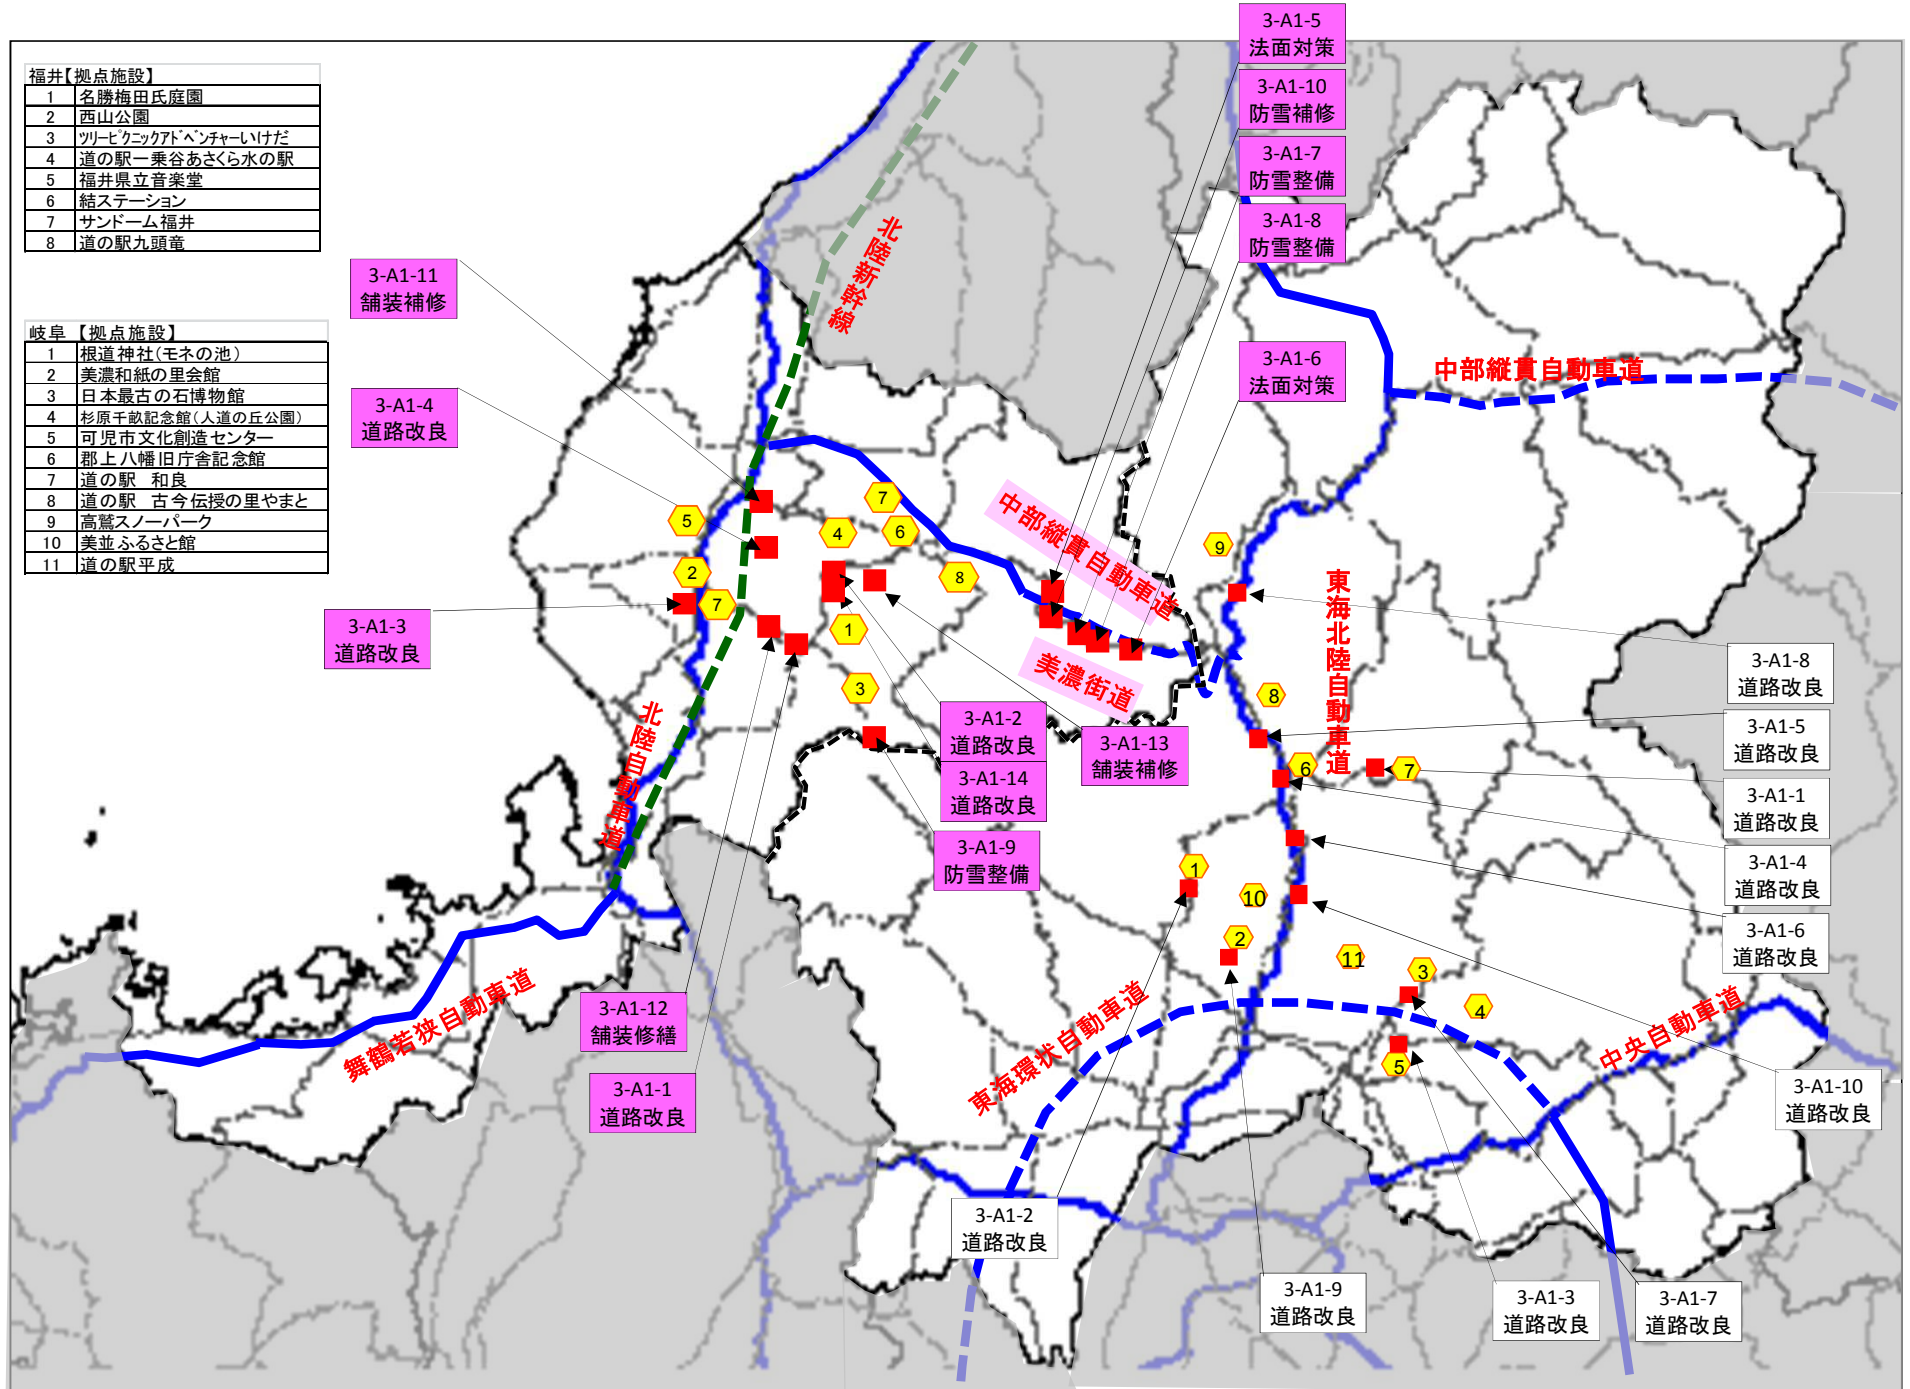 福井【拠点施設】
1 名勝梅田氏庭園
2 西山公園
3 ツリーピクニックアドベンチャーいけだ
4 道の駅一乗谷あさくら水の駅
5 福井県立音楽堂
6 結ステーション
7 サンドーム福井
8 道の駅九頭竜
岐阜 【拠点施設】
1 根道神社(モネの池)
2 美濃和紙の里会館
3 日本最古の石博物館
4 杉原千畝記念館(人道の丘公園)
5 可児市文化創造センター
6 郡上八幡旧庁舎記念館
7 道の駅 和良
8 道の駅 古今伝授の里やまと
9 高鷲スノーパーク
10 美並ふるさと館
11 道の駅平成
3-A1-5
法面対策
3-A1-10
防雪補修
3-A1-7
防雪整備
3-A1-8
防雪整備
3-A1-6
法面対策
3-A1-11
舗装補修
3-A1-4
道路改良
3-A1-3
道路改良
北陸新幹線
中部縦貫自動車道
中部縦貫自動車道
美濃街道
東海北陸自動車道
北陸自動車道
舞鶴若狭自動車道
東海環状自動車道
中央自動車道
5
2
7
4
7
6
8
1
3
9
8
6
7
1
10
2
11
3
4
5
3-A1-2
道路改良
3-A1-14
道路改良
3-A1-13
舗装補修
3-A1-9
防雪整備
3-A1-12
舗装修繕
3-A1-1
道路改良
3-A1-8
道路改良
3-A1-5
道路改良
3-A1-1
道路改良
3-A1-4
道路改良
3-A1-6
道路改良
3-A1-10
道路改良
3-A1-2
道路改良
3-A1-9
道路改良
3-A1-3
道路改良
3-A1-7
道路改良